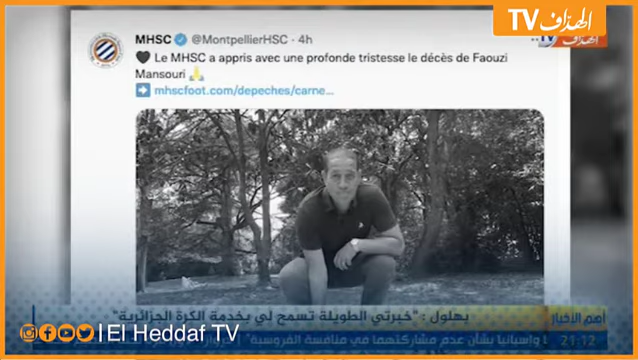 TV الهداف
MHSC @MontpellierHSC · 4h
🖤 Le MHSC a appris avec une profonde tristesse le décès de Faouzi
Mansouri 🙏
➡️ mhscfoot.com/depeches/carne…
أهم الأخبار
بهلول : "خبرتي الطويلة تسمح لي بخدمة الكرة الجزائرية"
21:12
ا واسبانيا بشأن عدم مشاركتهما في منافسة الفروسية
| El Heddaf TV